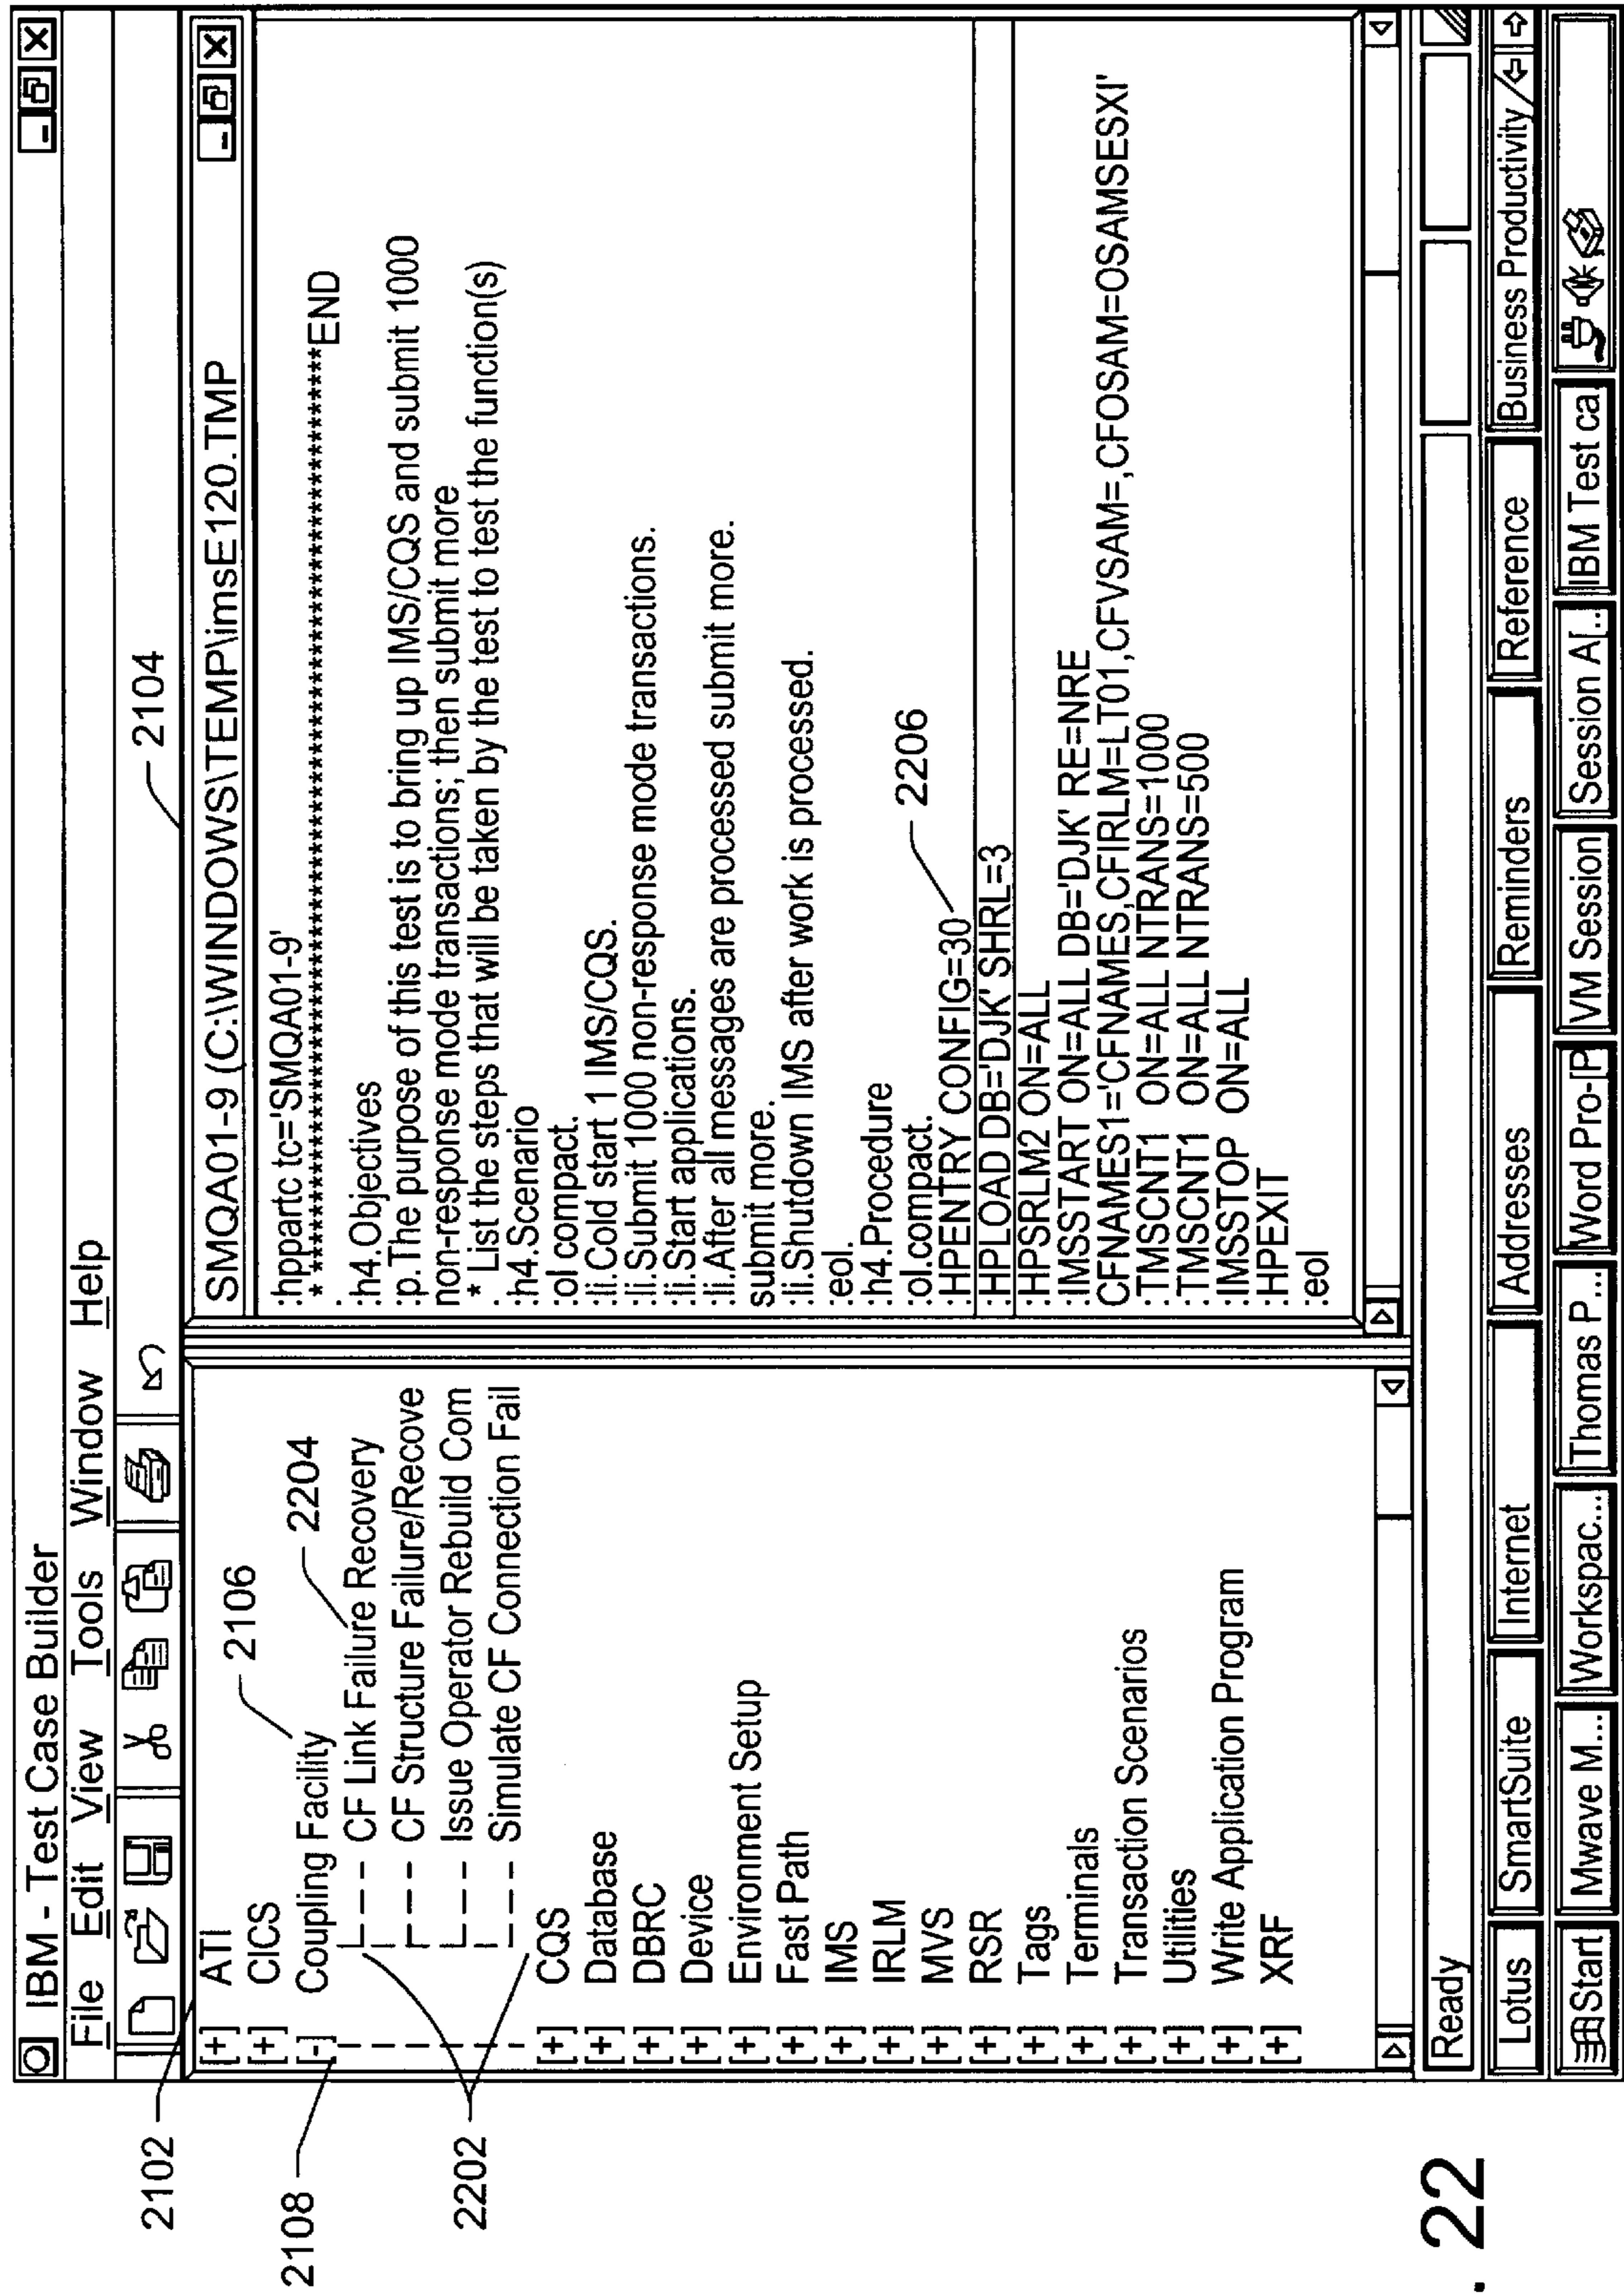 IBM - Test Case Builder
File Edit View Tools Window Help
2102
2108
2202
2106
2204
[+] ATI
[+] CICS
[-] Coupling Facility
CF Link Failure Recovery
CF Structure Failure/Recove
Issue Operator Rebuild Com
Simulate CF Connection Fail
[+] CQS
[+] Database
[+] DBRC
[+] Device
[+] Environment Setup
[+] Fast Path
[+] IMS
[+] IRLM
[+] MVS
[+] RSR
[+] Tags
[+] Terminals
[+] Transaction Scenarios
[+] Utilities
[+] Write Application Program
[+] XRF
2104
SMQA01-9 (C:\WINDOWS\TEMP\imsE120.TMP
:hppartc tc='SMQA01-9'
* ************************************************************END
:h4.Objectives
:p.The purpose of this test is to bring up IMS/CQS and submit 1000
non-response mode transactions; then submit more
.* List the steps that will be taken by the test to test the function(s)
:h4.Scenario
:ol compact.
:li.Cold start 1 IMS/CQS.
:li.Submit 1000 non-response mode transactions.
:li.Start applications.
:li.After all messages are processed submit more.
submit more.
:li.Shutdown IMS after work is processed.
:eol.
:h4.Procedure
:ol.compact.
:HPENTRY CONFIG=30
2206
:HPLOAD DB='DJK' SHRL=3
:HPSRLM2 ON=ALL
:IMSSTART ON=ALL DB='DJK' RE=NRE
CFNAMES1='CFNAMES,CFIRLM=LT01,CFVSAM=,CFOSAM=OSAMSESXI'
:TMSCNT1 ON=ALL NTRANS=1000
:TMSCNT1 ON=ALL NTRANS=500
:IMSSTOP ON=ALL
:HPEXIT
:eol
Ready
Lotus SmartSuite Internet Addresses Reminders Reference Business Productivity
Start Mwave M... Workspac... Thomas P... Word Pro-[P VM Session Session A[.. IBM Test ca
. 22